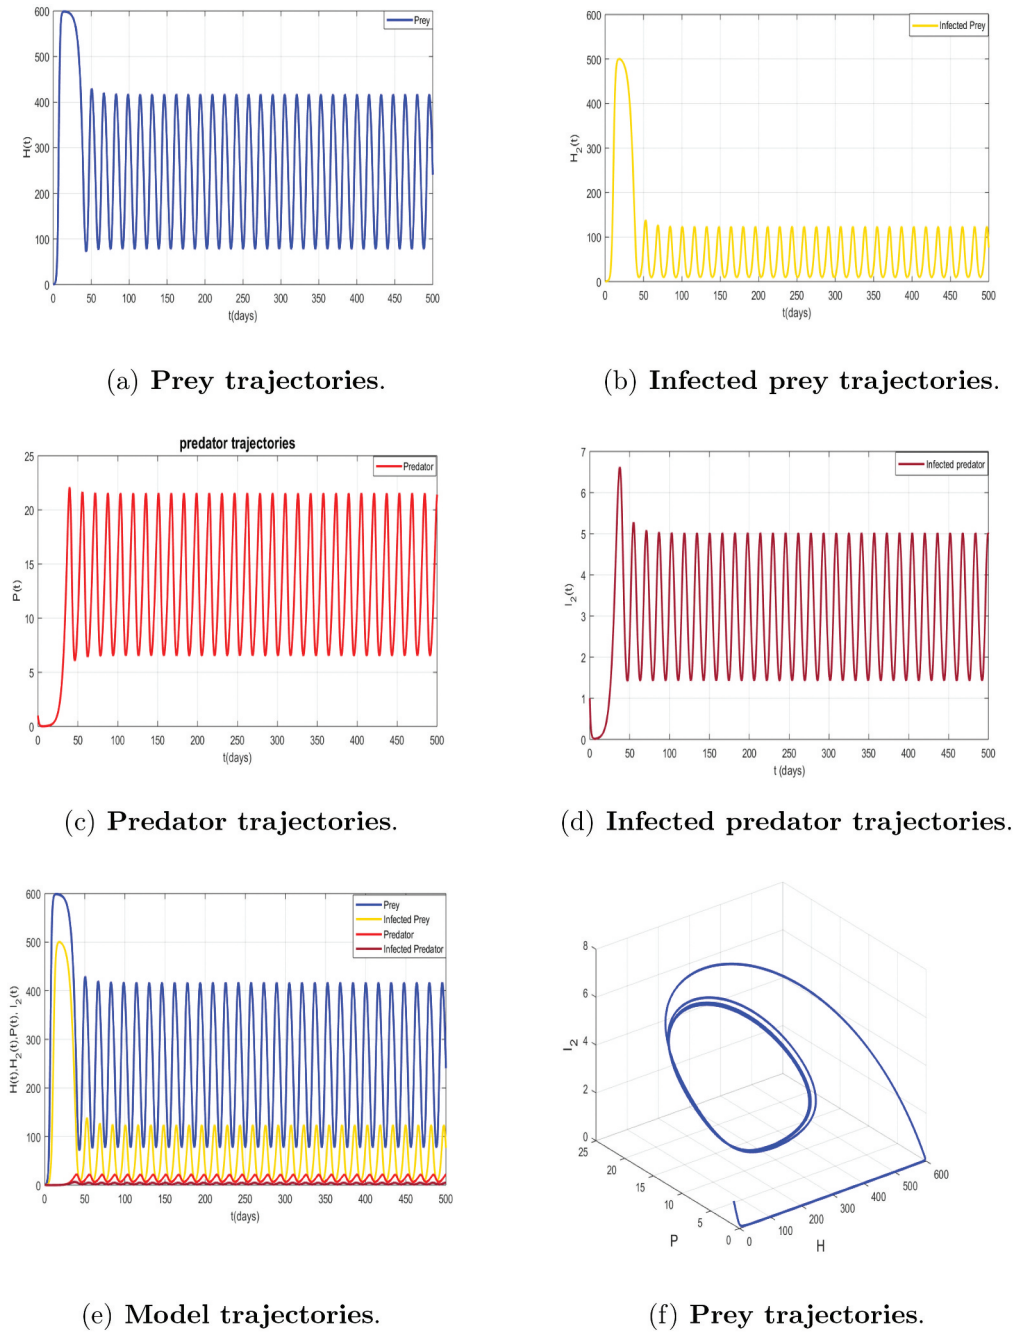 600
500
400
300
200
100
0
H(t)
Prey
0 50 100 150 200 250 300 350 400 450 500
t(days)
(a) Prey trajectories.
600
500
400
300
200
100
0
H2(t)
Infected Prey
0 50 100 150 200 250 300 350 400 450 500
t(days)
(b) Infected prey trajectories.
predator trajectories
25
20
15
10
5
0
P(t)
Predator
0 50 100 150 200 250 300 350 400 450 500
t(days)
(c) Predator trajectories.
7
6
5
4
3
2
1
0
I2(t)
Infected predator
0 50 100 150 200 250 300 350 400 450 500
t (days)
(d) Infected predator trajectories.
600
500
400
300
200
100
0
H(t),H2(t),P(t), I2(t)
Prey
Infected Prey
Predator
Infected Predator
0 50 100 150 200 250 300 350 400 450 500
t(days)
(e) Model trajectories.
8
6
4
2
0
I2
25
20
15
10
5
0
P
0
100
200
300
400
500
600
H
(f) Prey trajectories.